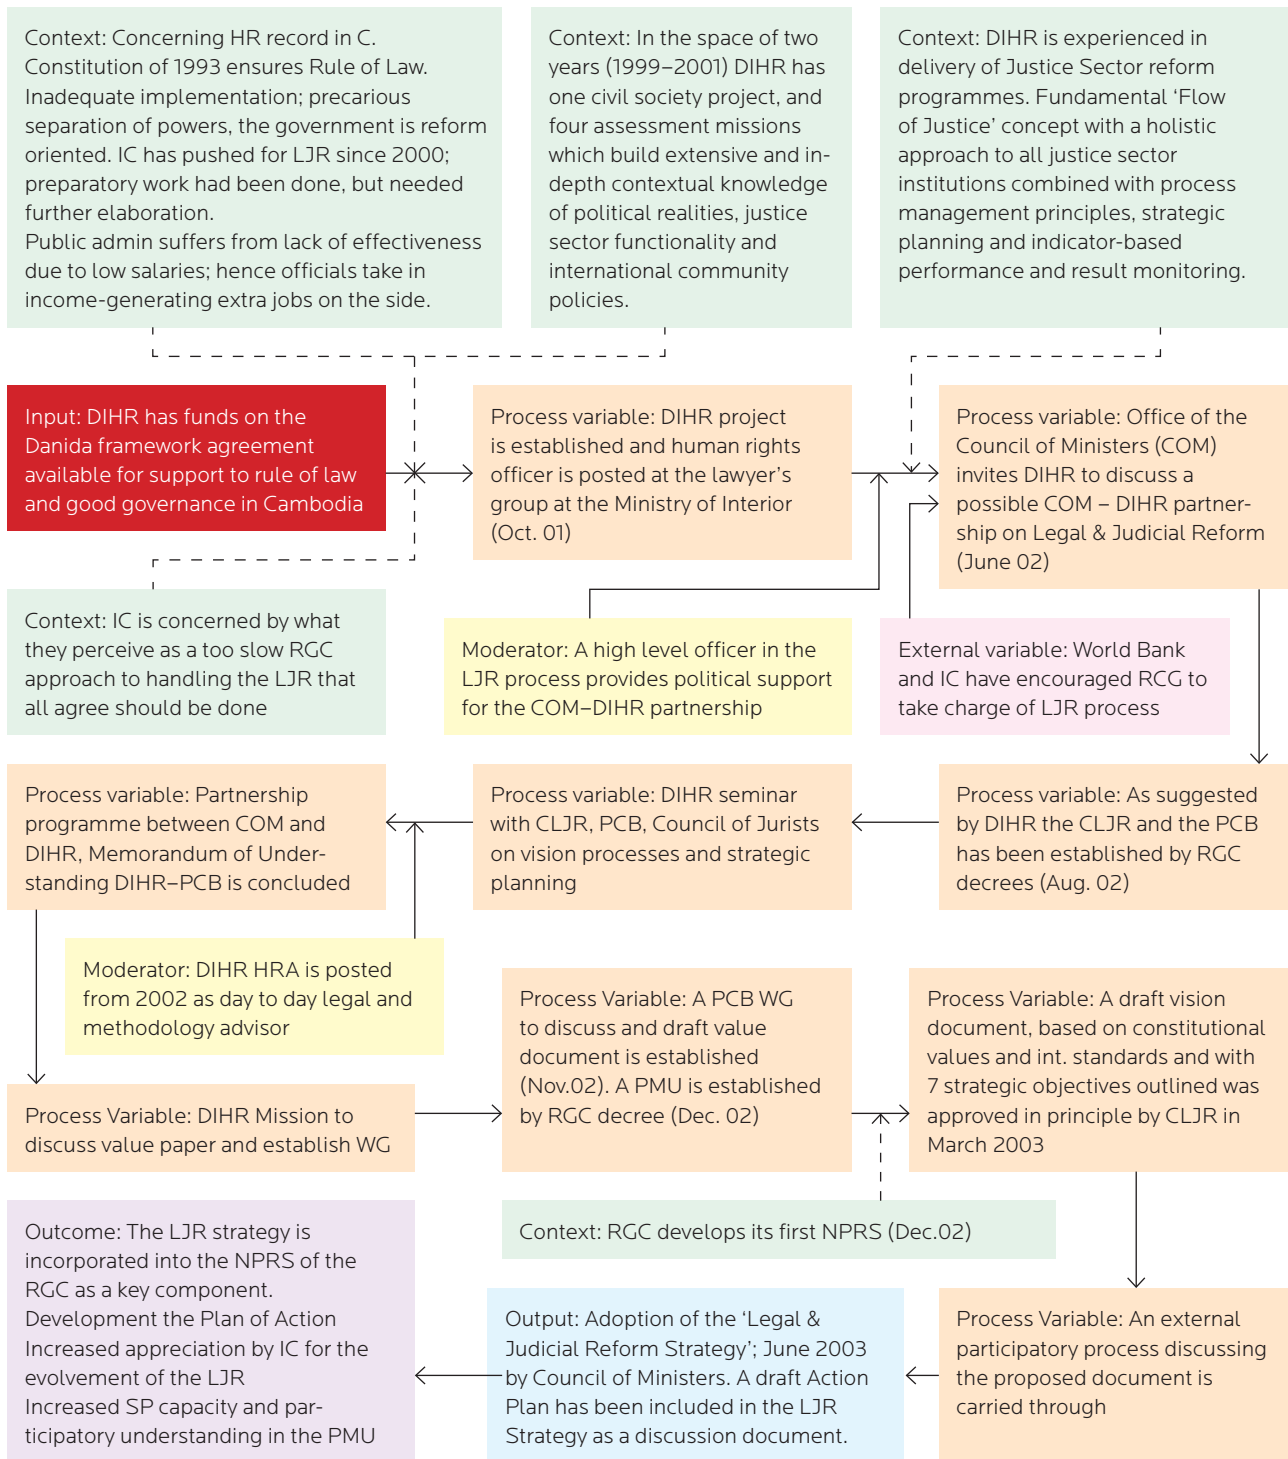 Context: Concerning HR record in C.
Constitution of 1993 ensures Rule of Law.
Inadequate implementation; precarious
separation of powers, the government is reform
oriented. IC has pushed for LJR since 2000;
preparatory work had been done, but needed
further elaboration.
Public admin suffers from lack of effectiveness
due to low salaries; hence officials take in
income-generating extra jobs on the side.
Context: In the space of two
years (1999–2001) DIHR has
one civil society project, and
four assessment missions
which build extensive and in-
depth contextual knowledge
of political realities, justice
sector functionality and
international community
policies.
Context: DIHR is experienced in
delivery of Justice Sector reform
programmes. Fundamental ‘Flow
of Justice’ concept with a holistic
approach to all justice sector
institutions combined with process
management principles, strategic
planning and indicator-based
performance and result monitoring.
Input: DIHR has funds on the
Danida framework agreement
available for support to rule of law
and good governance in Cambodia
Process variable: DIHR project
is established and human rights
officer is posted at the lawyer’s
group at the Ministry of Interior
(Oct. 01)
Process variable: Office of the
Council of Ministers (COM)
invites DIHR to discuss a
possible COM – DIHR partner-
ship on Legal & Judicial Reform
(June 02)
Context: IC is concerned by what
they perceive as a too slow RGC
approach to handling the LJR that
all agree should be done
Moderator: A high level officer in the
LJR process provides political support
for the COM–DIHR partnership
External variable: World Bank
and IC have encouraged RCG to
take charge of LJR process
Process variable: Partnership
programme between COM and
DIHR, Memorandum of Under-
standing DIHR–PCB is concluded
Process variable: DIHR seminar
with CLJR, PCB, Council of Jurists
on vision processes and strategic
planning
Process variable: As suggested
by DIHR the CLJR and the PCB
has been established by RGC
decrees (Aug. 02)
Moderator: DIHR HRA is posted
from 2002 as day to day legal and
methodology advisor
Process Variable: DIHR Mission to
discuss value paper and establish WG
Process Variable: A PCB WG
to discuss and draft value
document is established
(Nov.02). A PMU is established
by RGC decree (Dec. 02)
Process Variable: A draft vision
document, based on constitutional
values and int. standards and with
7 strategic objectives outlined was
approved in principle by CLJR in
March 2003
Context: RGC develops its first NPRS (Dec.02)
Outcome: The LJR strategy is
incorporated into the NPRS of the
RGC as a key component.
Development the Plan of Action
Increased appreciation by IC for the
evolvement of the LJR
Increased SP capacity and par-
ticipatory understanding in the PMU
Output: Adoption of the ‘Legal &
Judicial Reform Strategy’; June 2003
by Council of Ministers. A draft Action
Plan has been included in the LJR
Strategy as a discussion document.
Process Variable: An external
participatory process discussing
the proposed document is
carried through